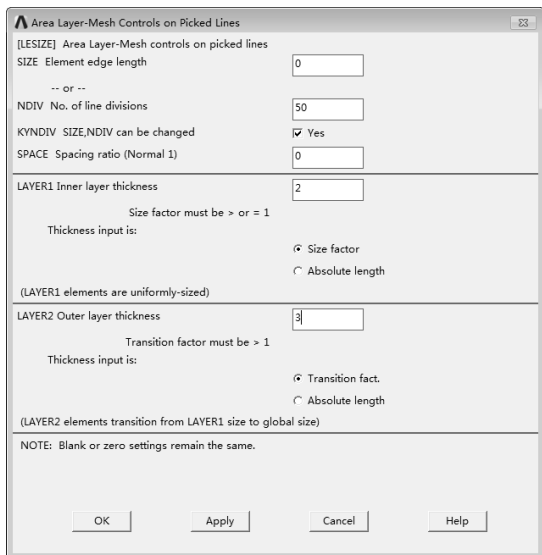 Area Layer-Mesh Controls on Picked Lines
[LESIZE] Area Layer-Mesh controls on picked lines
SIZE Element edge length 0
-- or --
NDIV No. of line divisions 50
KYNDIV SIZE,NDIV can be changed Yes
SPACE Spacing ratio (Normal 1) 0
LAYER1 Inner layer thickness 2
Size factor must be > or = 1
Thickness input is:
Size factor
Absolute length
(LAYER1 elements are uniformly-sized)
LAYER2 Outer layer thickness 3
Transition factor must be > 1
Thickness input is:
Transition fact.
Absolute length
(LAYER2 elements transition from LAYER1 size to global size)
NOTE: Blank or zero settings remain the same.
OK Apply Cancel Help